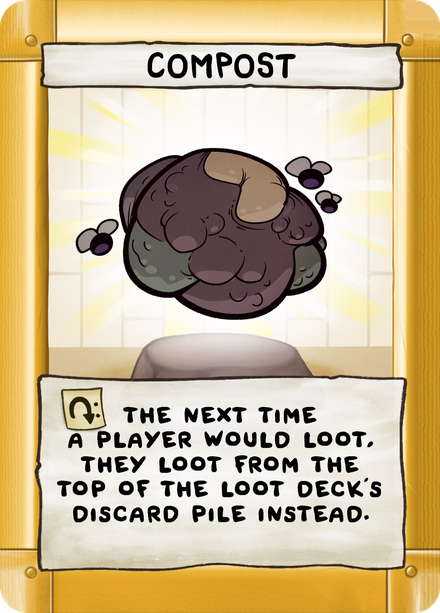 COMPOST
THE NEXT TIME
A PLAYER WOULD LOOT,
THEY LOOT FROM THE
TOP OF THE LOOT DECK'S
DISCARD PILE INSTEAD.